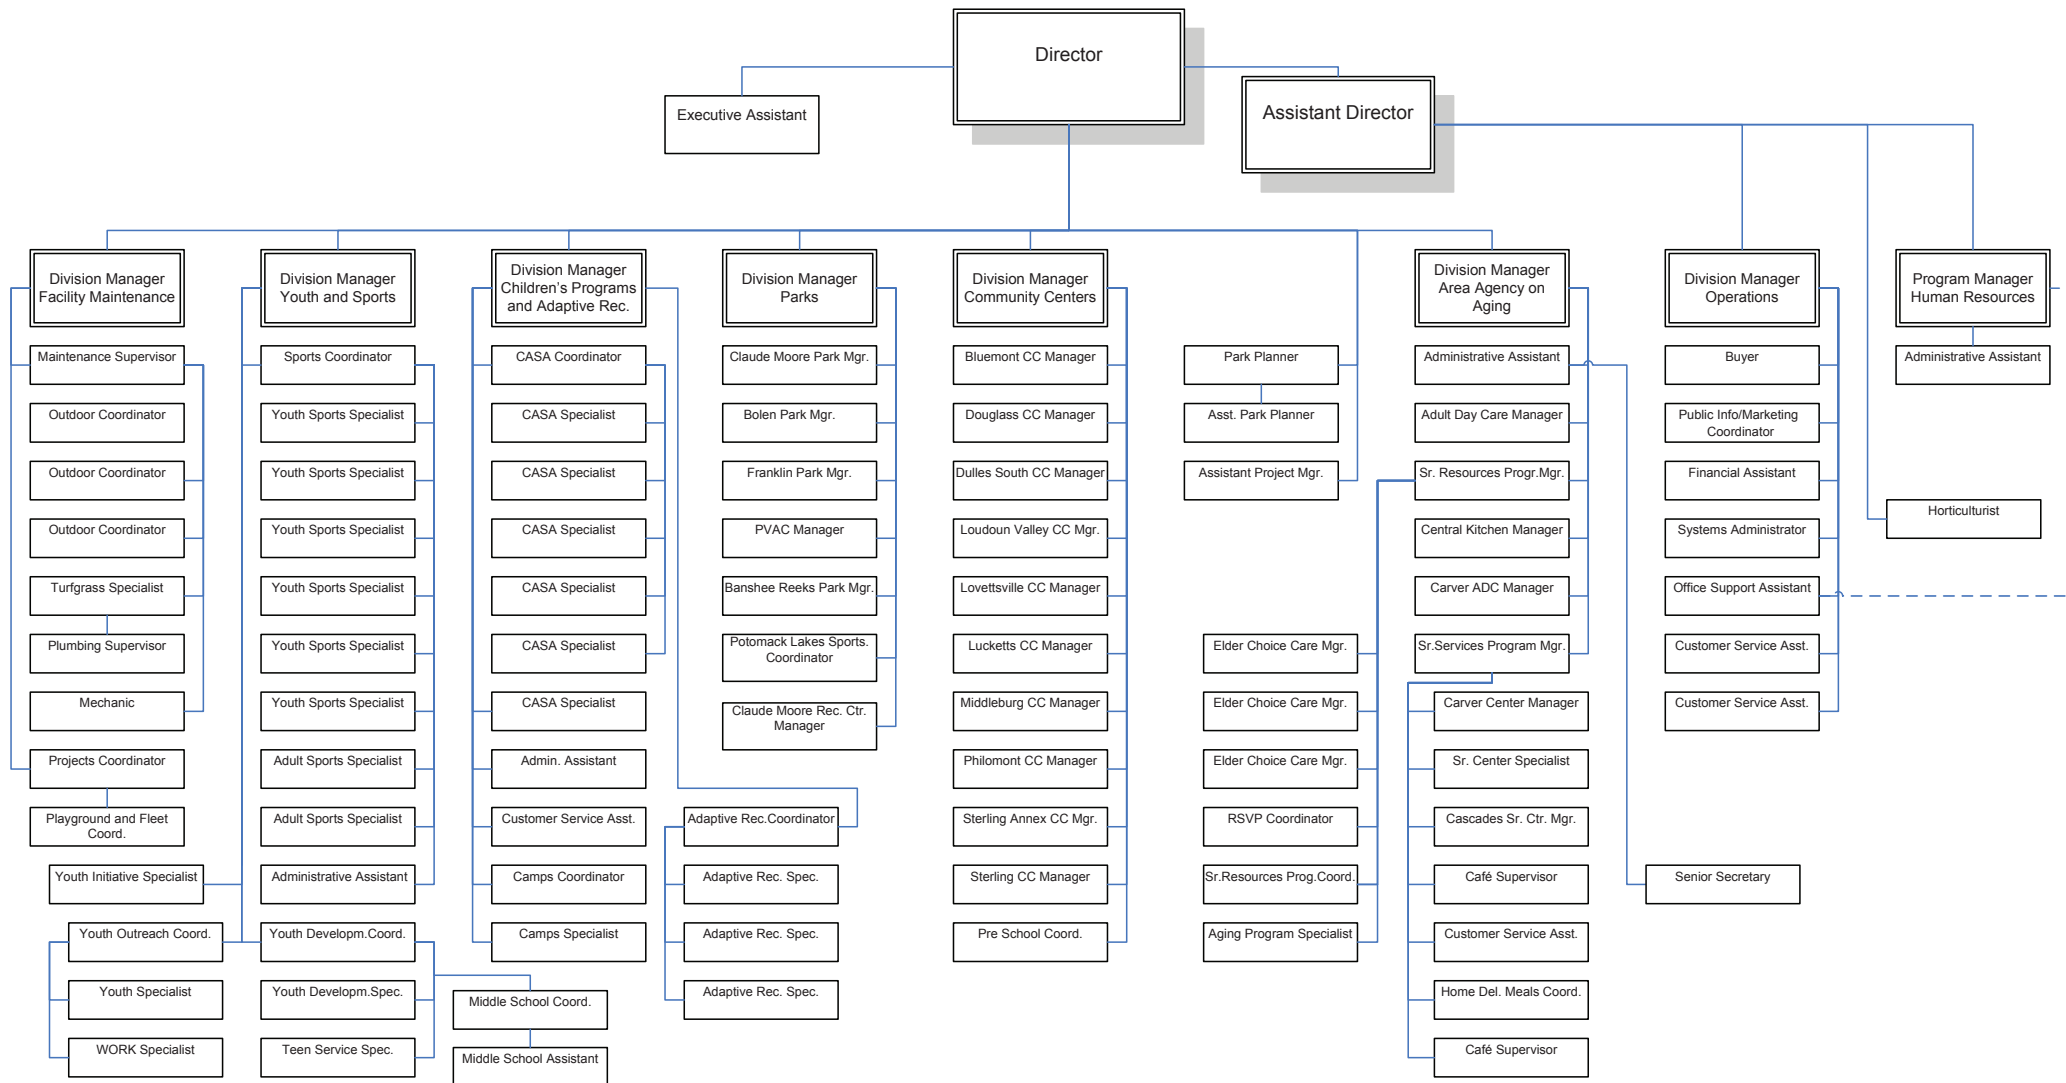 Director
Executive Assistant
Assistant Director
Division Manager
Facility Maintenance
Maintenance Supervisor
Outdoor Coordinator
Outdoor Coordinator
Outdoor Coordinator
Turfgrass Specialist
Plumbing Supervisor
Mechanic
Projects Coordinator
Playground and Fleet
Coord.
Division Manager
Youth and Sports
Sports Coordinator
Youth Sports Specialist
Youth Sports Specialist
Youth Sports Specialist
Youth Sports Specialist
Youth Sports Specialist
Youth Sports Specialist
Adult Sports Specialist
Adult Sports Specialist
Administrative Assistant
Youth Initiative Specialist
Youth Outreach Coord.
Youth Specialist
WORK Specialist
Youth Developm.Coord.
Youth Developm.Spec.
Teen Service Spec.
Middle School Coord.
Middle School Assistant
Division Manager
Children's Programs
and Adaptive Rec.
CASA Coordinator
CASA Specialist
CASA Specialist
CASA Specialist
CASA Specialist
CASA Specialist
CASA Specialist
Admin. Assistant
Customer Service Asst.
Camps Coordinator
Camps Specialist
Adaptive Rec.Coordinator
Adaptive Rec. Spec.
Adaptive Rec. Spec.
Adaptive Rec. Spec.
Division Manager
Parks
Claude Moore Park Mgr.
Bolen Park Mgr.
Franklin Park Mgr.
PVAC Manager
Banshee Reeks Park Mgr.
Potomack Lakes Sports.
Coordinator
Claude Moore Rec. Ctr.
Manager
Division Manager
Community Centers
Bluemont CC Manager
Douglass CC Manager
Dulles South CC Manager
Loudoun Valley CC Mgr.
Lovettsville CC Manager
Lucketts CC Manager
Middleburg CC Manager
Philomont CC Manager
Sterling Annex CC Mgr.
Sterling CC Manager
Pre School Coord.
Park Planner
Asst. Park Planner
Assistant Project Mgr.
Division Manager
Area Agency on
Aging
Administrative Assistant
Adult Day Care Manager
Sr. Resources Progr.Mgr.
Central Kitchen Manager
Carver ADC Manager
Sr.Services Program Mgr.
Elder Choice Care Mgr.
Elder Choice Care Mgr.
Elder Choice Care Mgr.
RSVP Coordinator
Sr.Resources Prog.Coord.
Aging Program Specialist
Carver Center Manager
Sr. Center Specialist
Cascades Sr. Ctr. Mgr.
Café Supervisor
Customer Service Asst.
Home Del. Meals Coord.
Café Supervisor
Senior Secretary
Division Manager
Operations
Buyer
Public Info/Marketing
Coordinator
Financial Assistant
Systems Administrator
Office Support Assistant
Customer Service Asst.
Customer Service Asst.
Program Manager
Human Resources
Administrative Assistant
Horticulturist